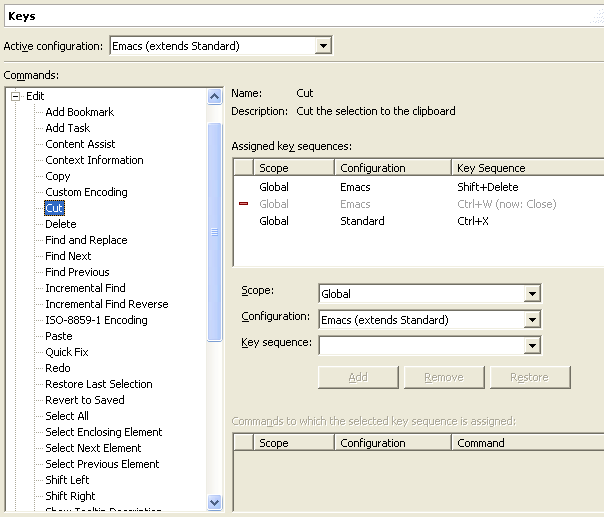 Keys
Active configuration: Emacs (extends Standard)
Commands:
Edit
Add Bookmark
Add Task
Content Assist
Context Information
Copy
Custom Encoding
Cut
Delete
Find and Replace
Find Next
Find Previous
Incremental Find
Incremental Find Reverse
ISO-8859-1 Encoding
Paste
Quick Fix
Redo
Restore Last Selection
Revert to Saved
Select All
Select Enclosing Element
Select Next Element
Select Previous Element
Shift Left
Shift Right
Show Tooltip Description
Name: Cut
Description: Cut the selection to the clipboard
Assigned key sequences:
Scope Configuration Key Sequence
Global Emacs Shift+Delete
Global Emacs Ctrl+W (now: Close)
Global Standard Ctrl+X
Scope: Global
Configuration: Emacs (extends Standard)
Key sequence:
Add Remove Restore
Commands to which the selected key sequence is assigned:
Scope Configuration Command